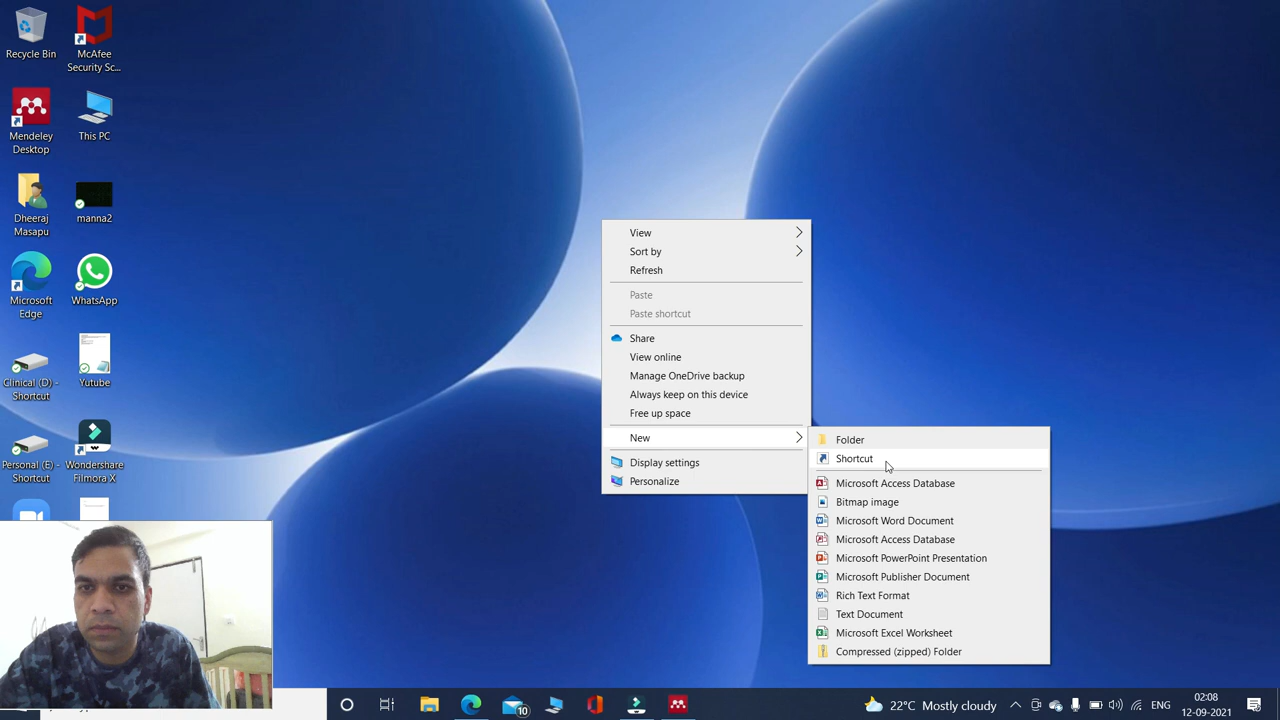 Recycle Bin
McAfee
Security Sc...
Mendeley
Desktop
This PC
Dheeraj
Masapu
manna2
Microsoft
Edge
WhatsApp
Clinical (D) -
Shortcut
Yutube
Personal (E) -
Shortcut
Wondershare
Filmora X
View
Sort by
Refresh
Paste
Paste shortcut
Share
View online
Manage OneDrive backup
Always keep on this device
Free up space
New
Display settings
Personalize
Folder
Shortcut
Microsoft Access Database
Bitmap image
Microsoft Word Document
Microsoft Access Database
Microsoft PowerPoint Presentation
Microsoft Publisher Document
Rich Text Format
Text Document
Microsoft Excel Worksheet
Compressed (zipped) Folder
10
22°C Mostly cloudy
ENG
02:08
12-09-2021